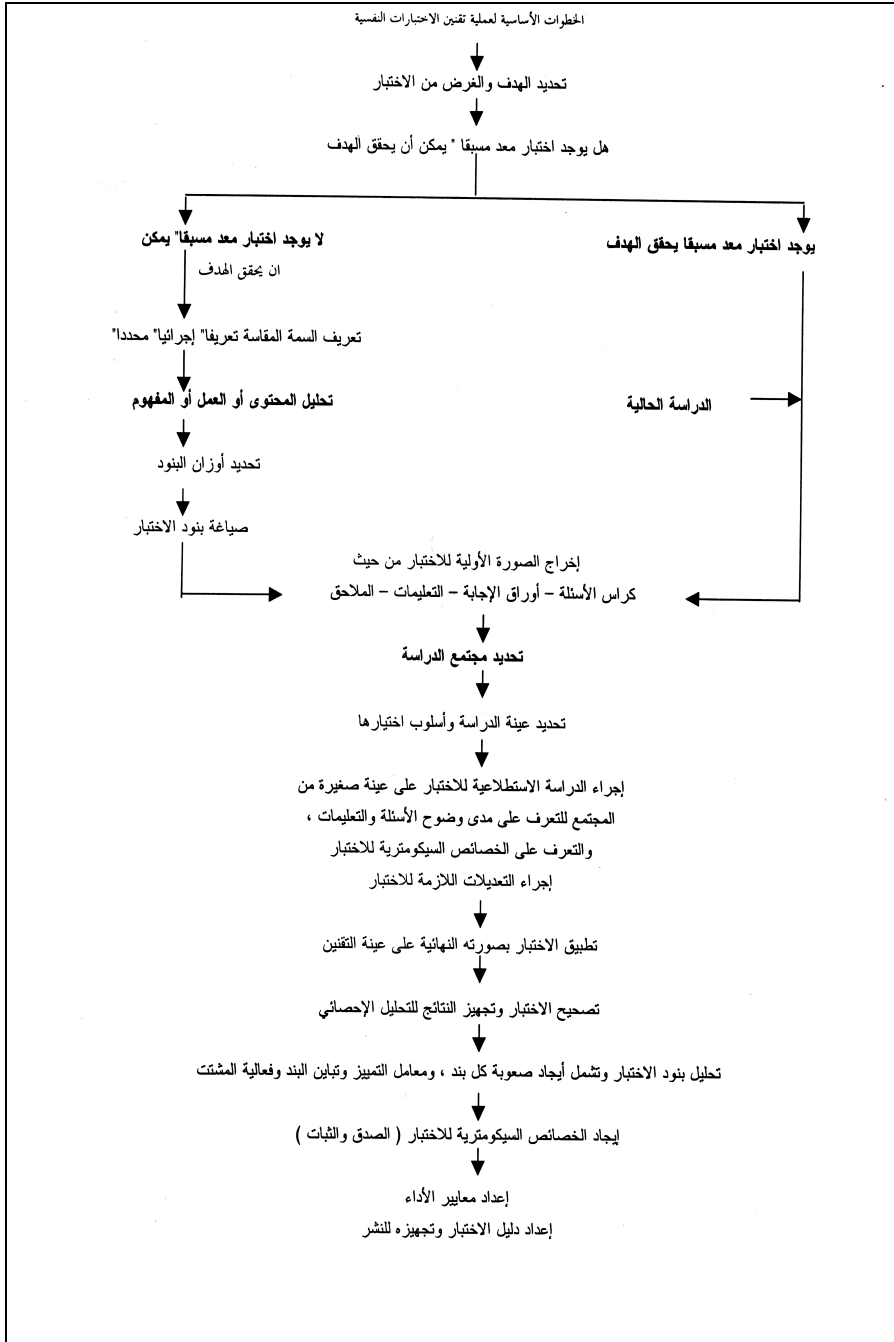 الخطوات الأساسية لعملية تقنين الاختبارات النفسية
تحديد الهدف والغرض من الاختبار
هل يوجد اختبار معد مسبقا " يمكن أن يحقق الهدف
يوجد اختبار معد مسبقا يحقق الهدف
لا يوجد اختبار معد مسبقا" يمكن
ان يحقق الهدف
تعريف السمة المقاسة تعريفا" إجرائيا" محددا"
تحليل المحتوى أو العمل أو المفهوم
الدراسة الحالية
تحديد أوزان البنود
صياغة بنود الاختبار
إخراج الصورة الأولية للاختبار من حيث
كراس الأسئلة – أوراق الإجابة – التعليمات – الملاحق
تحديد مجتمع الدراسة
تحديد عينة الدراسة وأسلوب اختيارها
إجراء الدراسة الاستطلاعية للاختبار على عينة صغيرة من
المجتمع للتعرف على مدى وضوح الأسئلة والتعليمات ،
والتعرف على الخصائص السيكومترية للاختبار
إجراء التعديلات اللازمة للاختبار
تطبيق الاختبار بصورته النهائية على عينة التقنين
تصحيح الاختبار وتجهيز النتائج للتحليل الإحصائي
تحليل بنود الاختبار وتشمل أيجاد صعوبة كل بند ، ومعامل التمييز وتباين البند وفعالية المشتت
إيجاد الخصائص السيكومترية للاختبار ( الصدق والثبات )
إعداد معايير الأداء
إعداد دليل الاختبار وتجهيزه للنشر